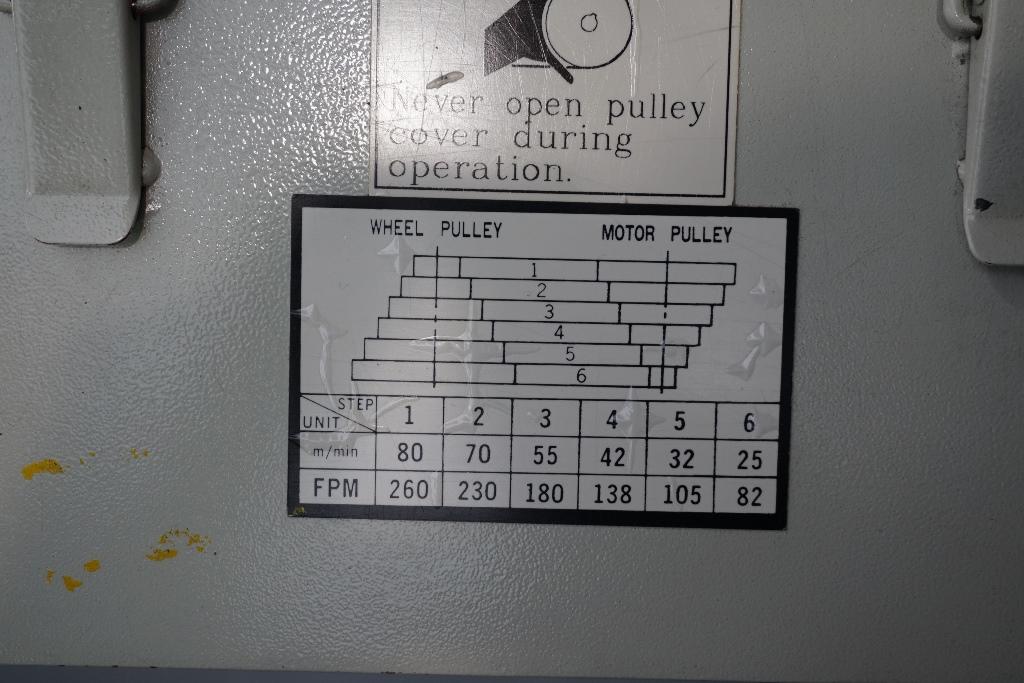 Never open pulley
cover during
operation.
WHEEL PULLEY MOTOR PULLEY
1
2
3
4
5
6
STEP
UNIT 1 2 3 4 5 6
m/min 80 70 55 42 32 25
FPM 260 230 180 138 105 82